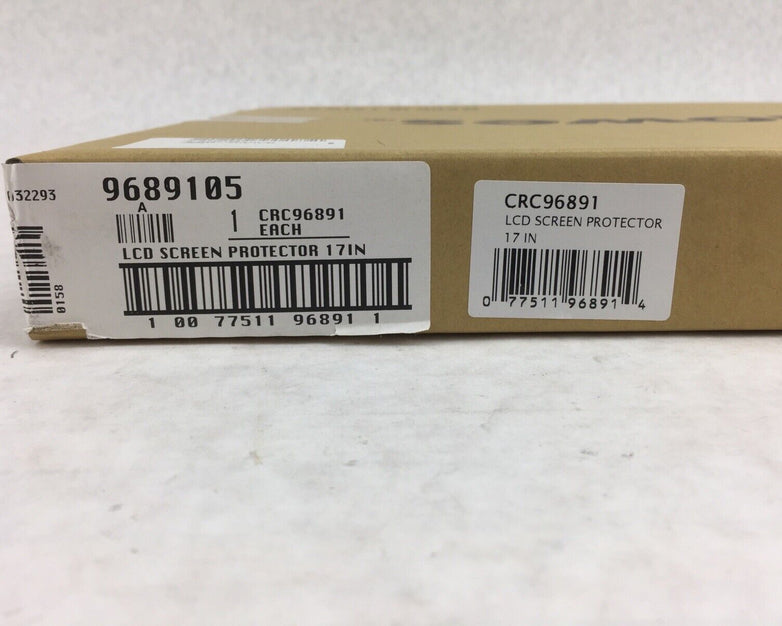 032293
9689105
A
1 CRC96891
EACH
LCD SCREEN PROTECTOR 17IN
1 00 77511 96891 1
0158
CRC96891
LCD SCREEN PROTECTOR
17 IN
0 77511 96891 4